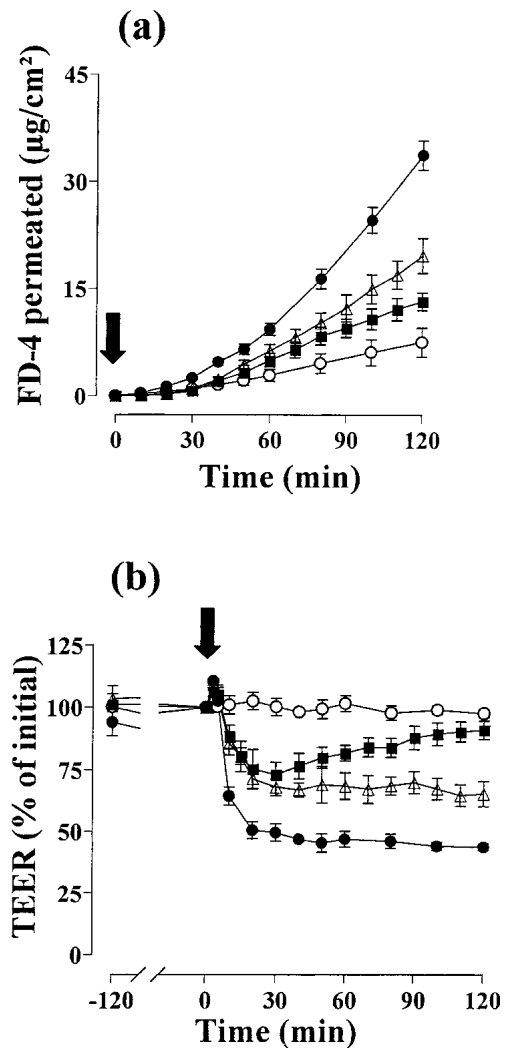 (a)
FD-4 permeated (µg/cm²)
45
30
15
0
0 30 60 90 120
Time (min)
(b)
TEER (% of initial)
125
100
75
50
25
0
-120 0 30 60 90 120
Time (min)